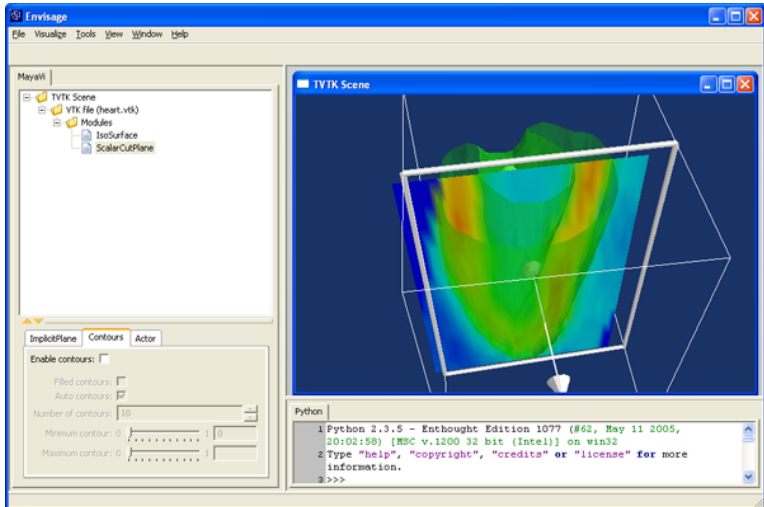 Envisage
File Visualize Tools View Window Help
MayaVi
TVTK Scene
VTK file (heart.vtk)
Modules
IsoSurface
ScalarCutPlane
ImplicitPlane Contours Actor
Enable contours:
Filled contours:
Auto contours:
Number of contours: 10
Minimum contour: 0 1 0
Maximum contour: 0 1
TVTK Scene
Python
1 Python 2.3.5 - Enthought Edition 1077 (#62, May 11 2005,
20:02:58) [MSC v.1200 32 bit (Intel)] on win32
2 Type "help", "copyright", "credits" or "license" for more
information.
3 >>>